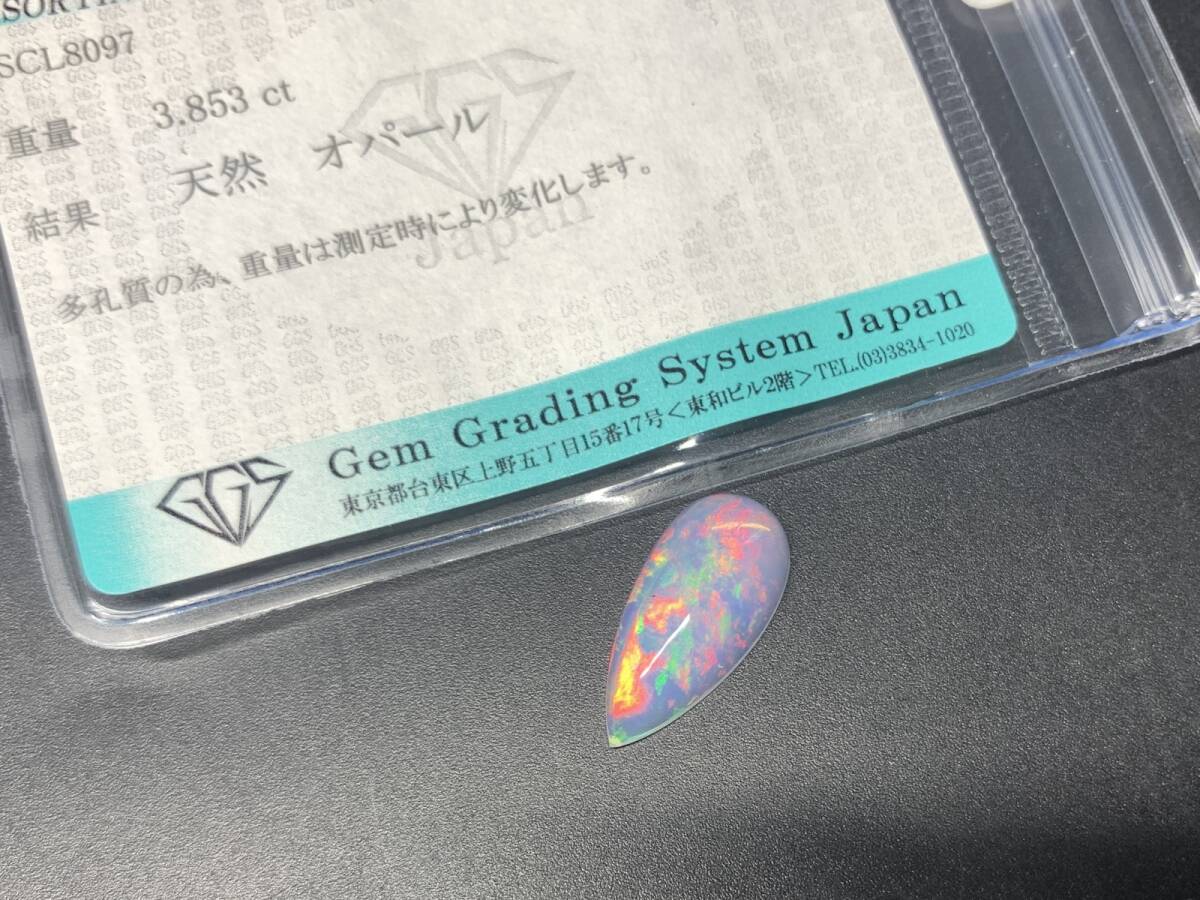 SCL8097
重量 3.853 ct
結果 天然 オパール
多孔質の為、重量は測定時により変化します。
GGS
Japan
GGS
Gem Grading System Japan
東京都台東区上野五丁目15番17号<東和ビル2階>TEL.(03)3834-1020